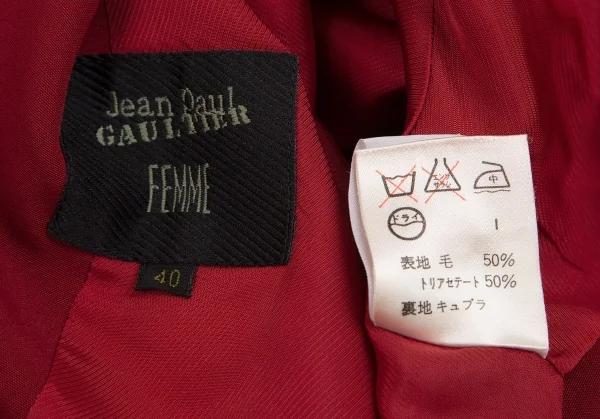 Jean Paul
GAULTIER
FEMME
40
エンソ
サラシ
中
ドライ
I
表地 毛 50%
トリアセテート 50%
裏地 キュプラ